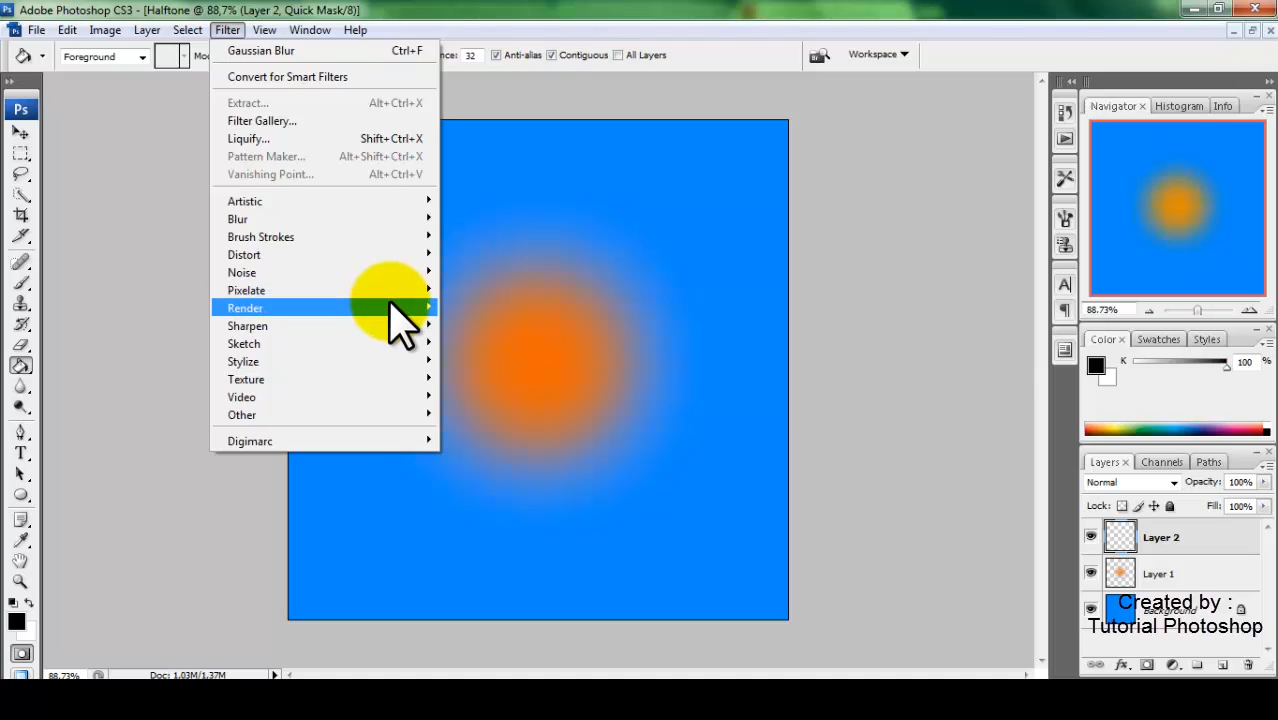 Adobe Photoshop CS3 - [Halftone @ 88,7% (Layer 2, Quick Mask/8)]
Ps File Edit Image Layer Select Filter View Window Help
Foreground Mo nce: 32 Anti-alias Contiguous All Layers Workspace
Gaussian Blur Ctrl+F
Convert for Smart Filters
Extract... Alt+Ctrl+X
Filter Gallery...
Liquify... Shift+Ctrl+X
Pattern Maker... Alt+Shift+Ctrl+X
Vanishing Point... Alt+Ctrl+V
Artistic
Blur
Brush Strokes
Distort
Noise
Pixelate
Render
Sharpen
Sketch
Stylize
Texture
Video
Other
Digimarc
Ps
T
Navigator × Histogram Info
88.73%
Color × Swatches Styles
K 100 %
A
Layers × Channels Paths
Normal Opacity: 100%
Lock: Fill: 100%
Layer 2
Layer 1
Background
Created by :
Tutorial Photoshop
88.73% Doc: 1.03M/1.37M